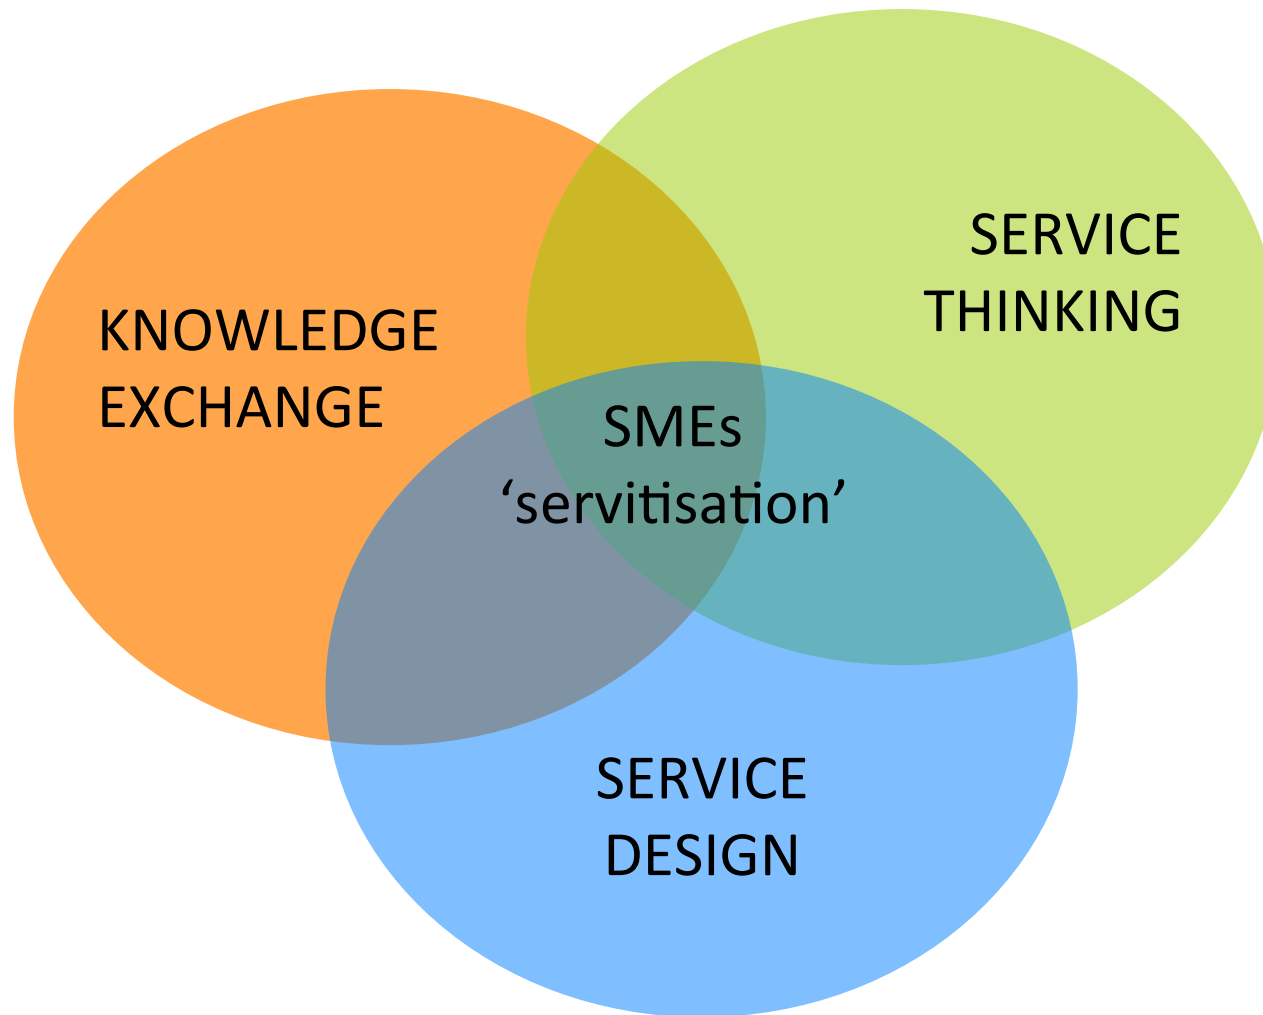 KNOWLEDGE
EXCHANGE
SERVICE
THINKING
SMEs
‘servitisation’
SERVICE
DESIGN